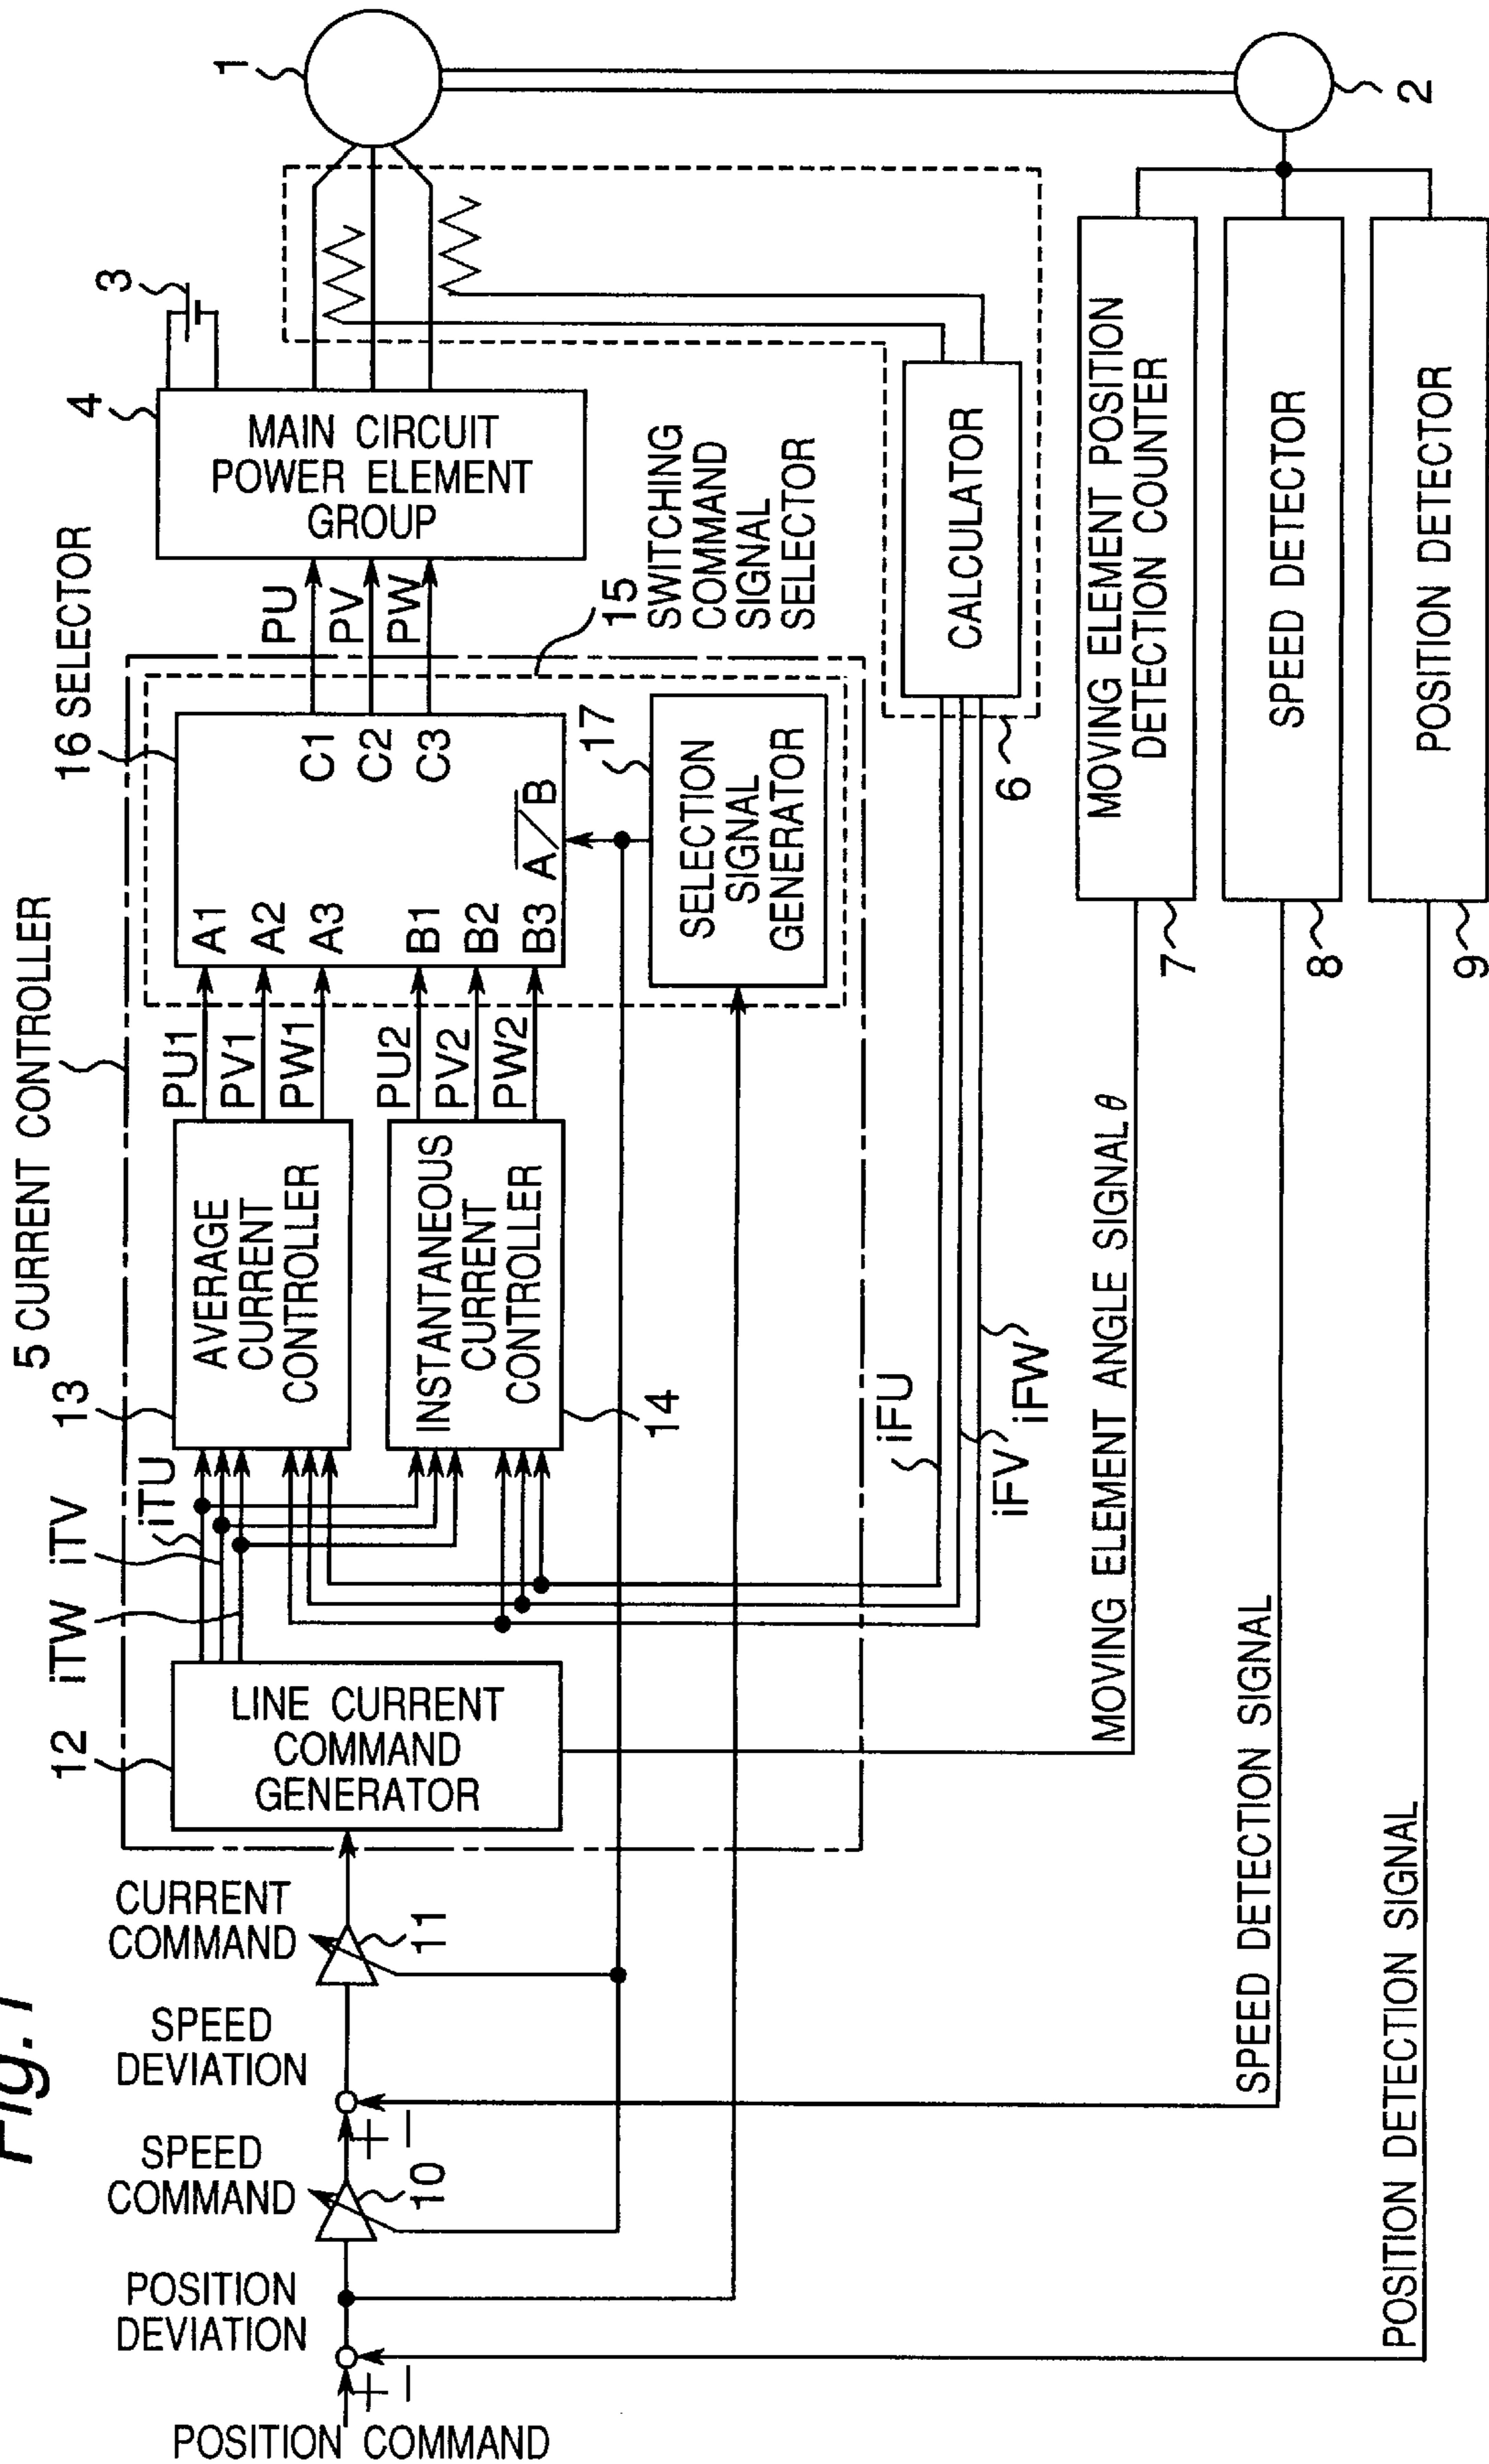 Fig. 1
5 CURRENT CONTROLLER
16 SELECTOR
4
3
1
12
iTW
iTV
13
iTU
LINE CURRENT
COMMAND
GENERATOR
AVERAGE
CURRENT
CONTROLLER
PU1
PV1
PW1
A1
A2
A3
C1
C2
C3
PU
PV
PW
MAIN CIRCUIT
POWER ELEMENT
GROUP
INSTANTANEOUS
CURRENT
CONTROLLER
14
PU2
PV2
PW2
B1
B2
B3
A/B
17
SELECTION
SIGNAL
GENERATOR
15
SWITCHING
COMMAND
SIGNAL
SELECTOR
POSITION COMMAND
+
−
POSITION
DEVIATION
SPEED
COMMAND
10
+
−
SPEED
DEVIATION
CURRENT
COMMAND
11
iFU
iFV
iFW
CALCULATOR
6
MOVING ELEMENT ANGLE SIGNAL θ
7
MOVING ELEMENT POSITION
DETECTION COUNTER
2
SPEED DETECTION SIGNAL
8
SPEED DETECTOR
POSITION DETECTION SIGNAL
9
POSITION DETECTOR